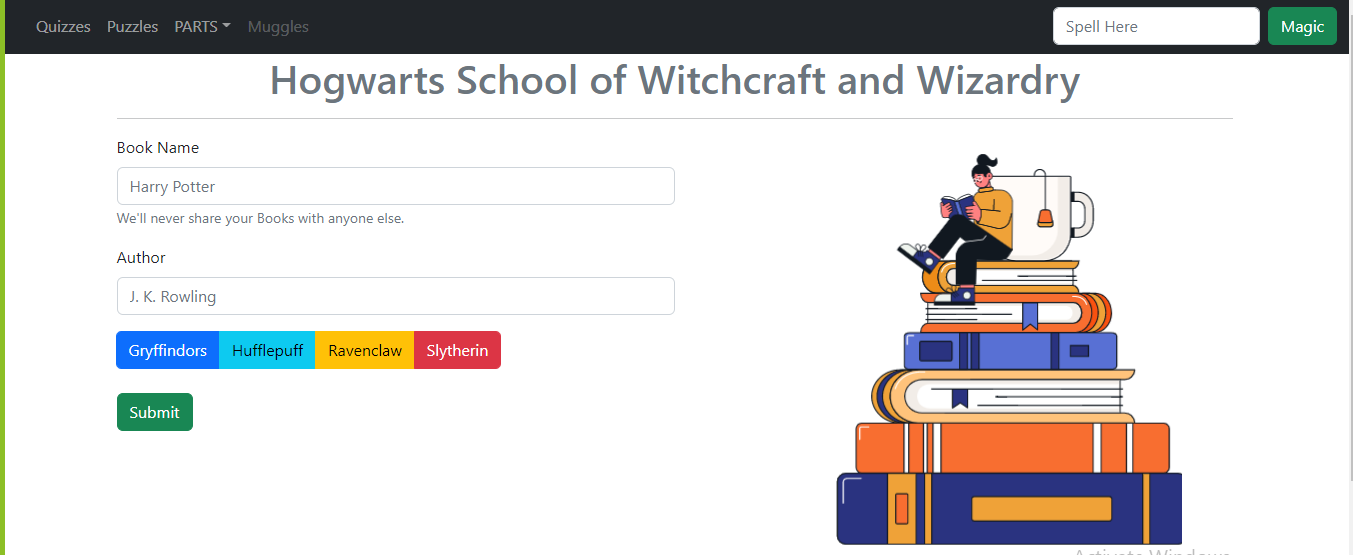 Quizzes Puzzles PARTS Muggles Spell Here Magic
Hogwarts School of Witchcraft and Wizardry
Book Name
Harry Potter
We'll never share your Books with anyone else.
Author
J. K. Rowling
Gryffindors Hufflepuff Ravenclaw Slytherin
Submit
Activate Windows